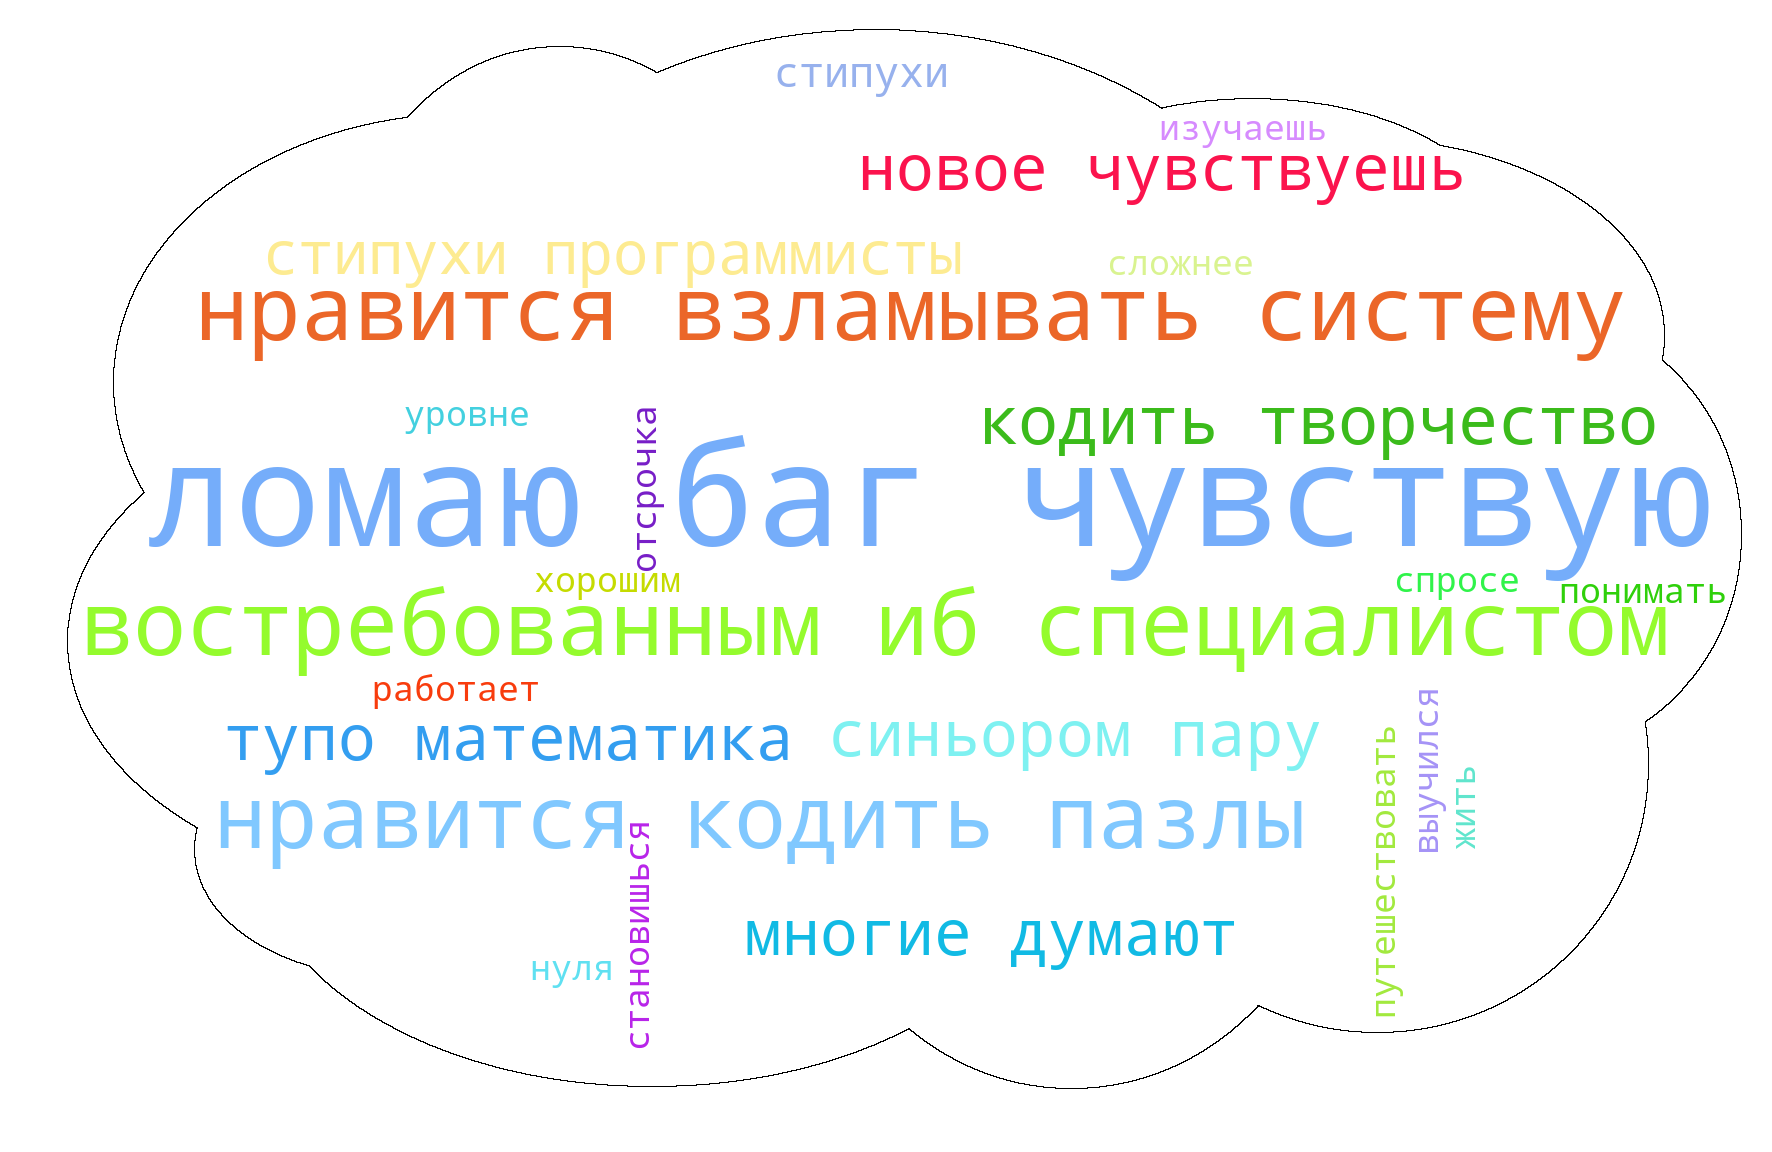 стипухи
изучаешь
новое чувствуешь
стипухи программисты
сложнее
нравится взламывать систему
уровне
отсрочка
кодить творчество
ломаю баг чувствую
хорошим
спросе
понимать
востребованным иб специалистом
работает
тупо математика
синьором пару
путешествовать
выучился
жить
нравится кодить пазлы
становишься
многие думают
нуля